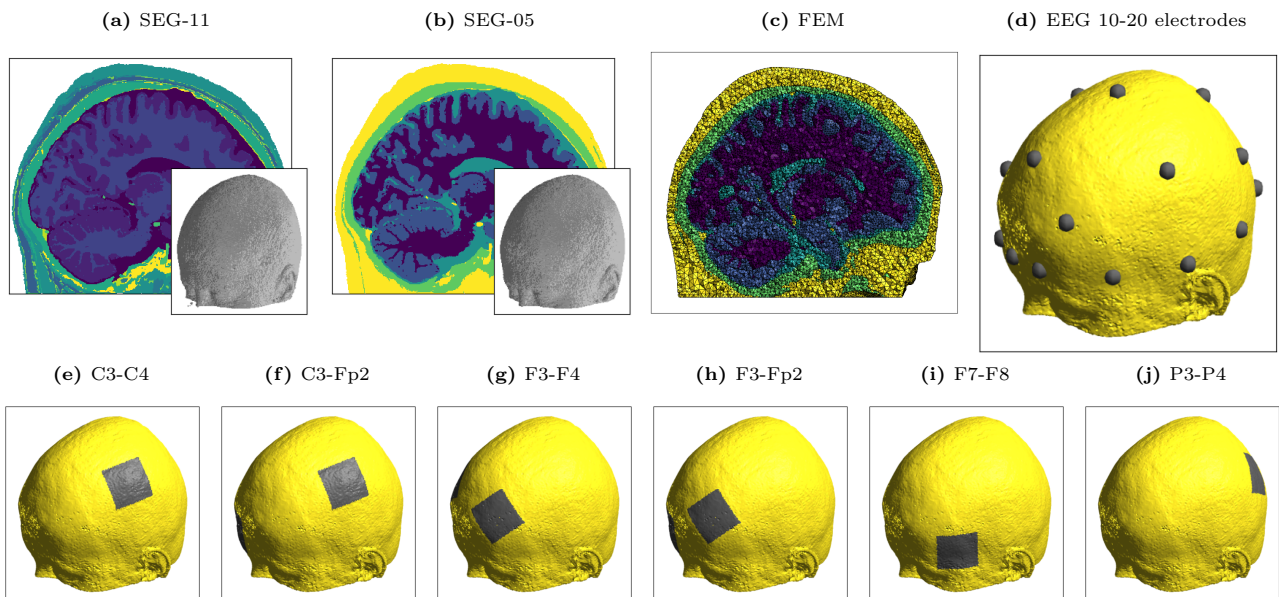 (a) SEG-11
(b) SEG-05
(c) FEM
(d) EEG 10-20 electrodes
(e) C3-C4
(f) C3-Fp2
(g) F3-F4
(h) F3-Fp2
(i) F7-F8
(j) P3-P4